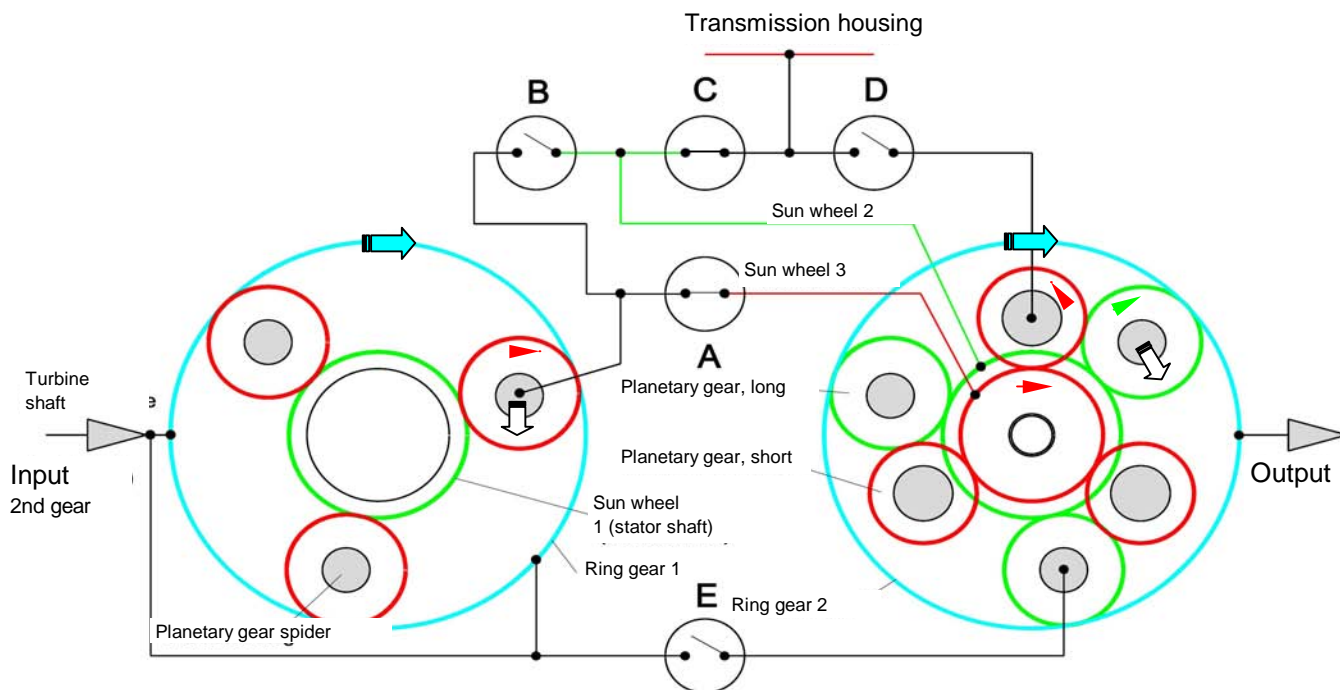 Transmission housing
B
C
D
Sun wheel 2
Sun wheel 3
A
Turbine
shaft
e
Input
2nd gear
Planetary gear, long
Planetary gear, short
Output
Sun wheel
1 (stator shaft)
Ring gear 1
Planetary gear spider
E
Ring gear 2